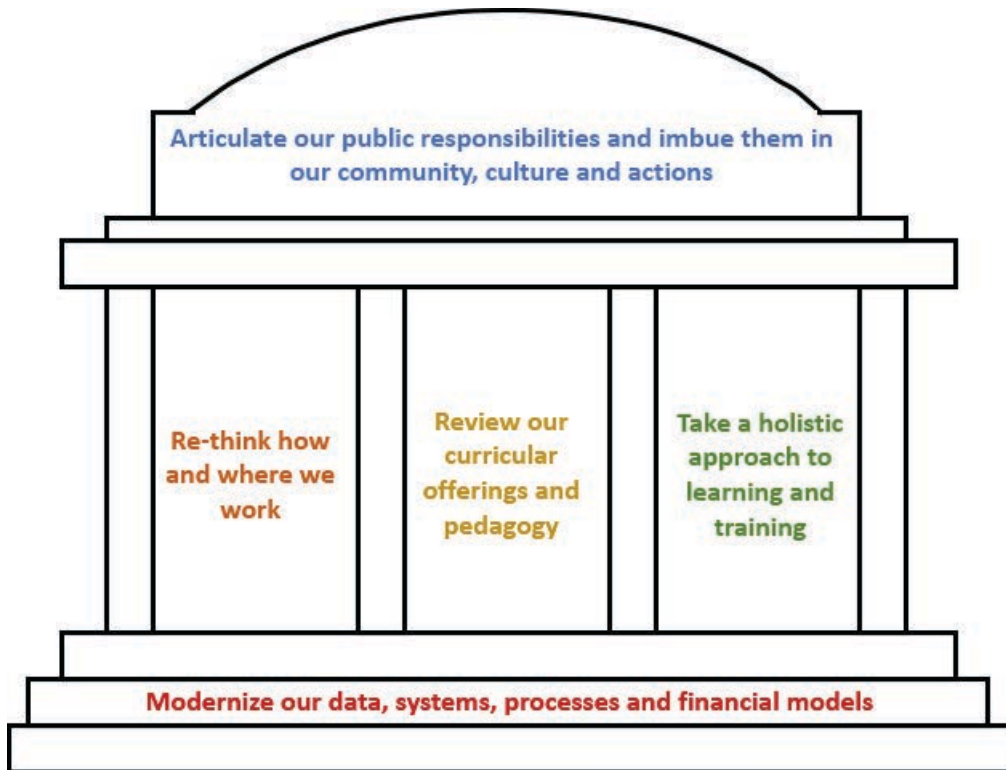 Articulate our public responsibilities and imbue them in
our community, culture and actions
Re-think how
and where we
work
Review our
curricular
offerings and
pedagogy
Take a holistic
approach to
learning and
training
Modernize our data, systems, processes and financial models